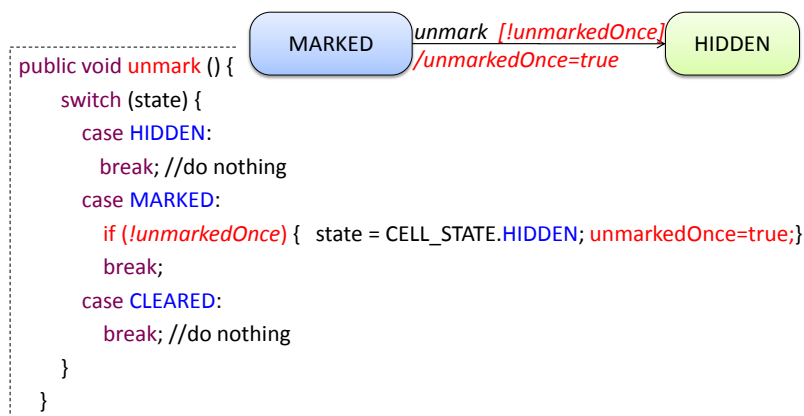 MARKED
unmark [!unmarkedOnce]
/unmarkedOnce=true
HIDDEN
public void unmark () {
switch (state) {
case HIDDEN:
break; //do nothing
case MARKED:
if (!unmarkedOnce) { state = CELL_STATE.HIDDEN; unmarkedOnce=true;}
break;
case CLEARED:
break; //do nothing
}
}